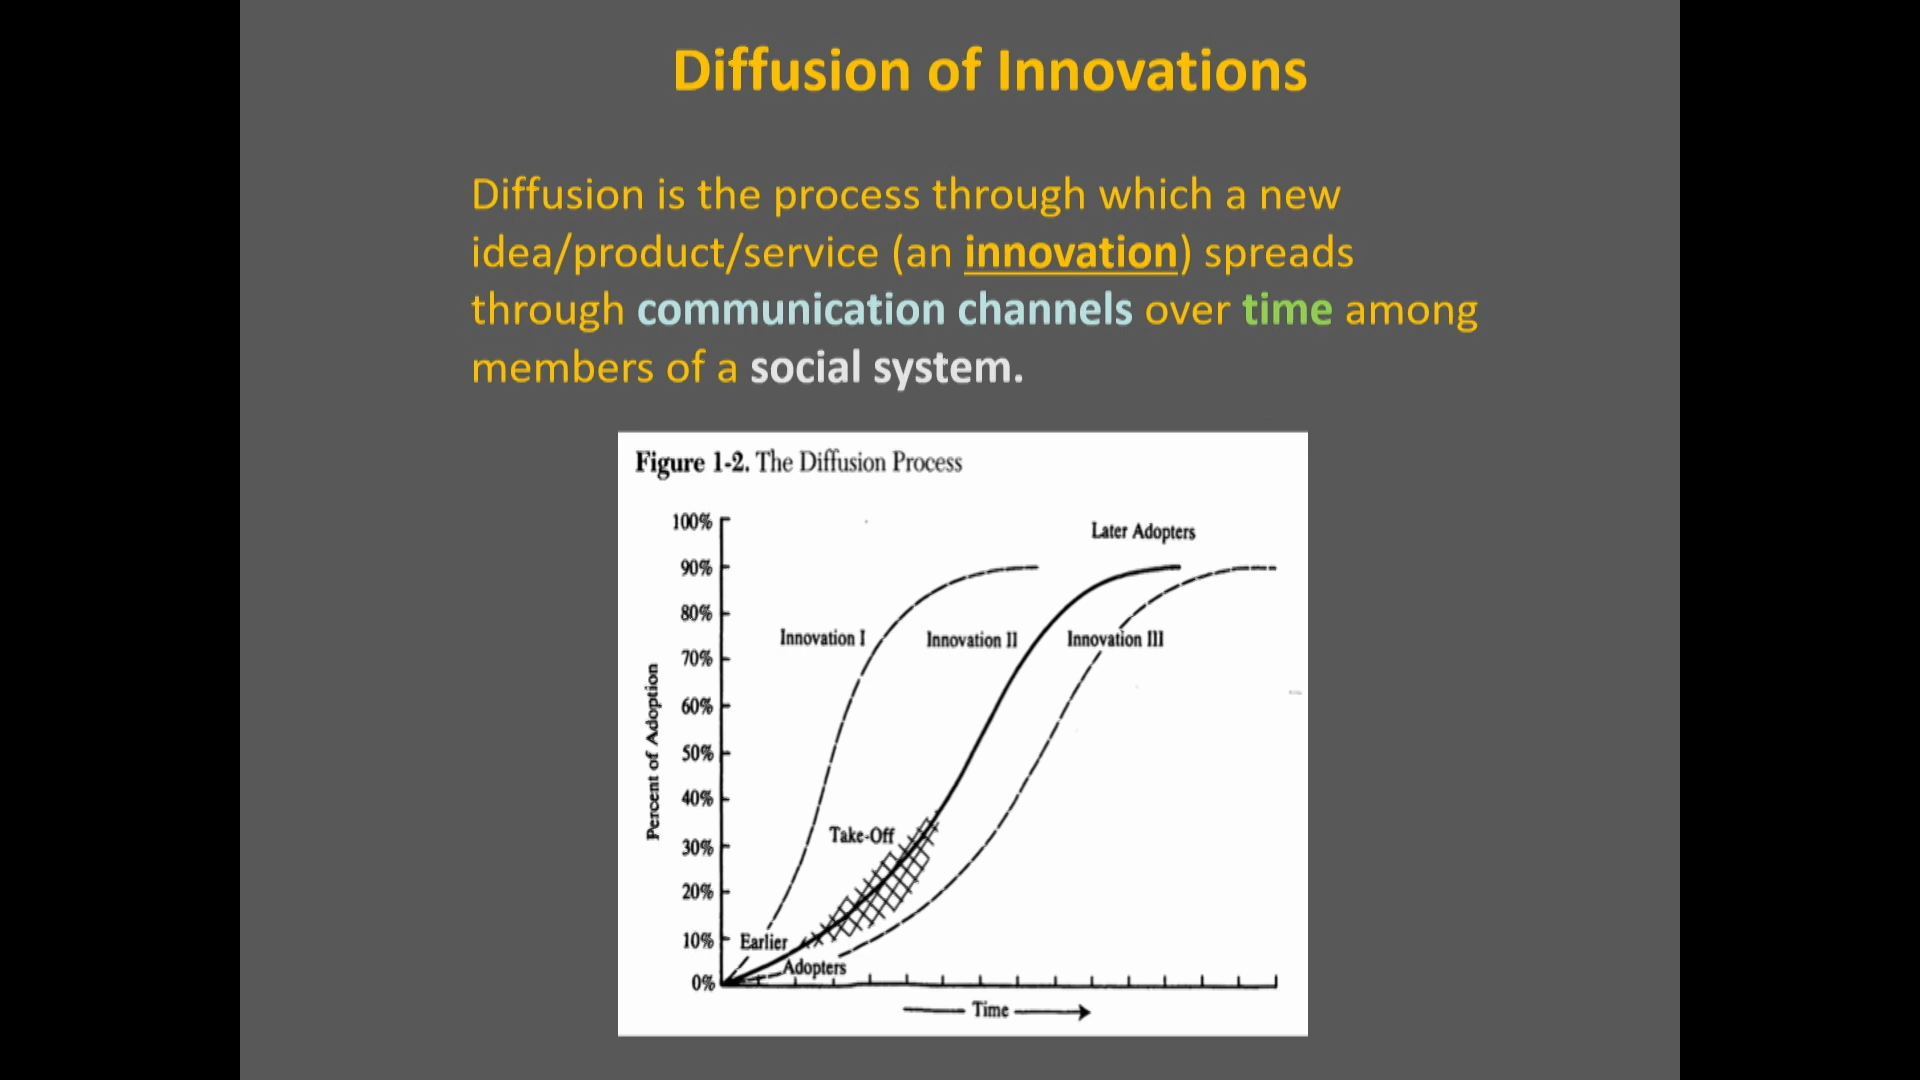 Diffusion of Innovations
Diffusion is the process through which a new
idea/product/service (an innovation) spreads
through communication channels over time among
members of a social system.
Figure 1-2. The Diffusion Process
100%
90%
80%
70%
60%
50%
40%
30%
20%
10%
0%
Percent of Adoption
Later Adopters
Innovation I
Innovation II
Innovation III
Take-Off
Earlier
Adopters
Time